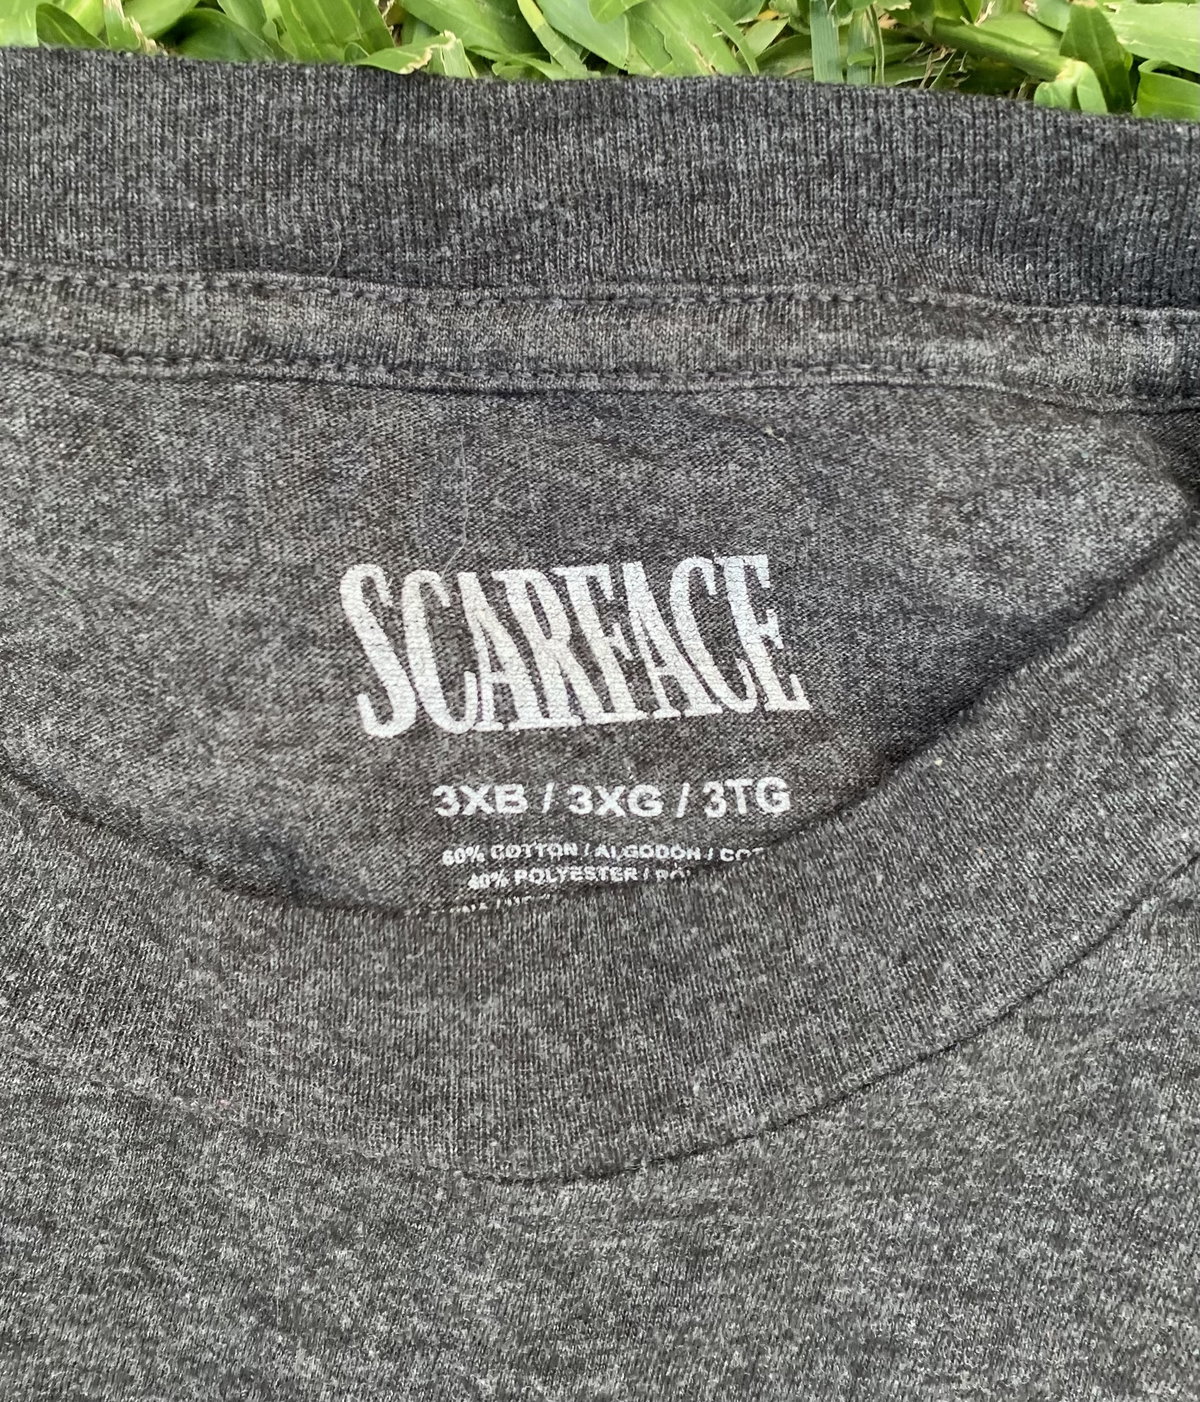 SCARFACE
3XB / 3XG / 3TG
60% COTTON / ALGODON /
40% POLYESTER /